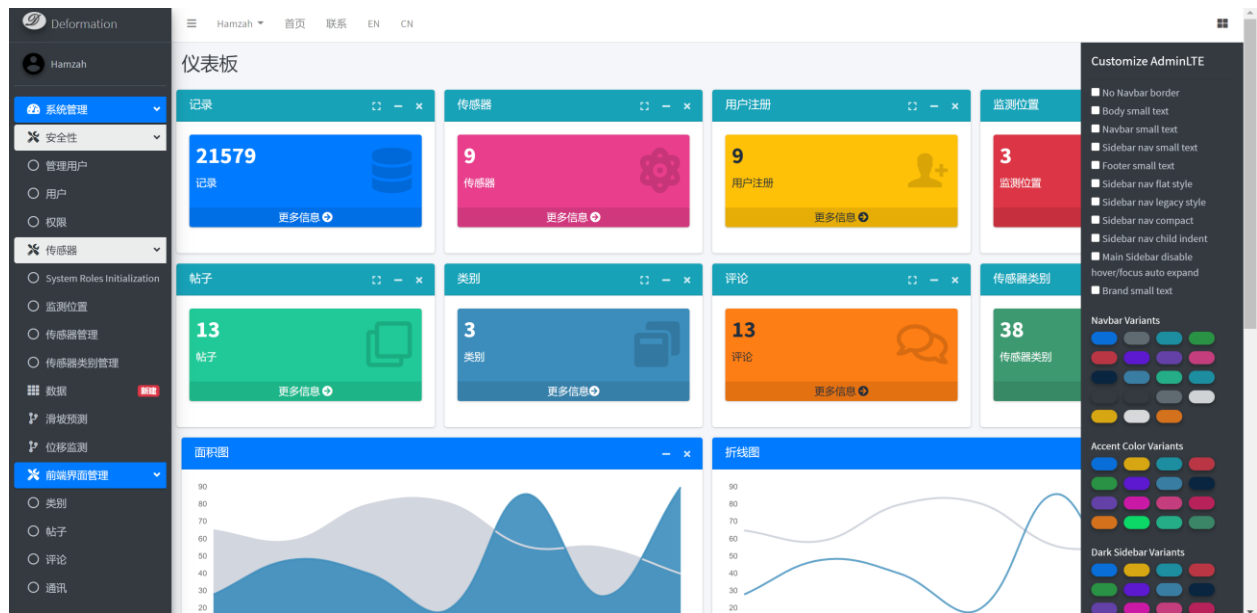 Deformation
Hamzah
系统管理
安全性
管理用户
用户
权限
传感器
System Roles Initialization
监测位置
传感器管理
传感器类别管理
数据 新建
滑坡预测
位移监测
前端界面管理
类别
帖子
评论
通讯
Hamzah 首页 联系 EN CN
仪表板
记录
21579
记录
更多信息
传感器
9
传感器
更多信息
用户注册
9
用户注册
更多信息
监测位置
3
监测位置
帖子
13
帖子
更多信息
类别
3
类别
更多信息
评论
13
评论
更多信息
传感器类别
38
传感器类别
面积图
90
80
70
60
50
40
30
20
折线图
90
80
70
60
50
40
30
20
Customize AdminLTE
No Navbar border
Body small text
Navbar small text
Sidebar nav small text
Footer small text
Sidebar nav flat style
Sidebar nav legacy style
Sidebar nav compact
Sidebar nav child indent
Main Sidebar disable
hover/focus auto expand
Brand small text
Navbar Variants
Accent Color Variants
Dark Sidebar Variants